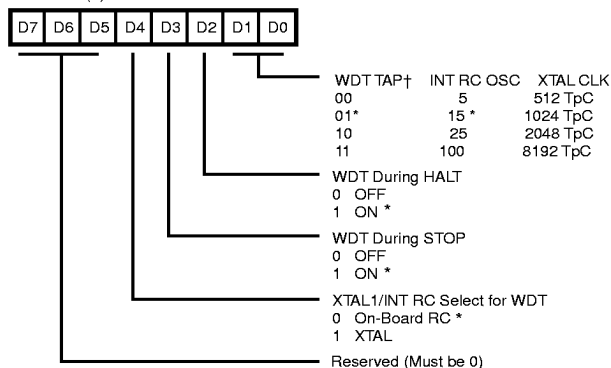 D7 D6 D5 D4 D3 D2 D1 D0
WDT TAP† INT RC OSC XTAL CLK
00 5 512 TpC
01* 15 * 1024 TpC
10 25 2048 TpC
11 100 8192 TpC
WDT During HALT
0 OFF
1 ON *
WDT During STOP
0 OFF
1 ON *
XTAL1/INT RC Select for WDT
0 On-Board RC *
1 XTAL
Reserved (Must be 0)